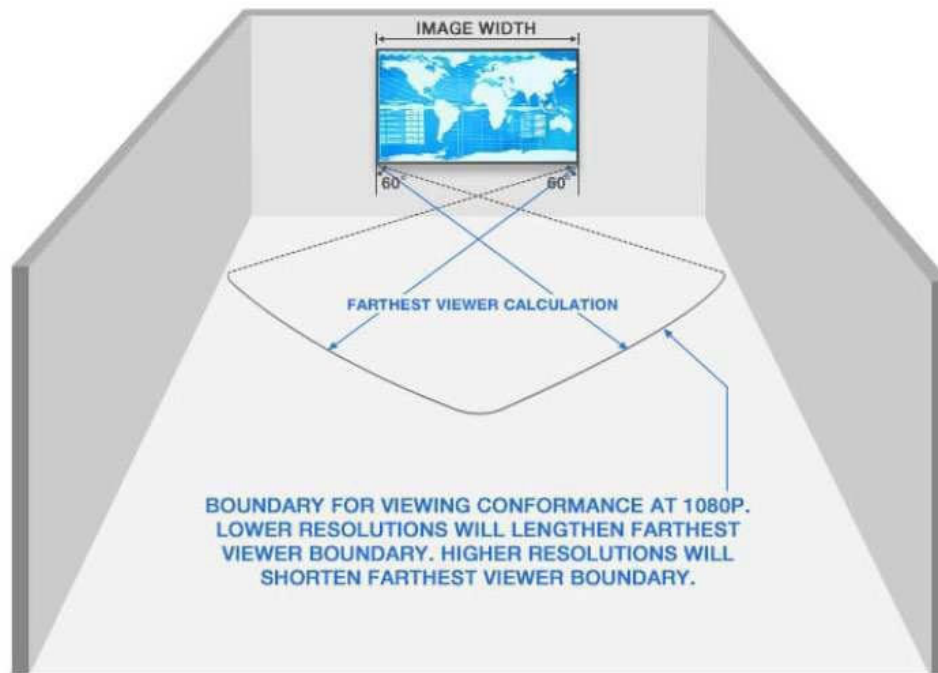 IMAGE WIDTH
60°
60°
FARTHEST VIEWER CALCULATION
BOUNDARY FOR VIEWING CONFORMANCE AT 1080P.
LOWER RESOLUTIONS WILL LENGTHEN FARTHEST
VIEWER BOUNDARY. HIGHER RESOLUTIONS WILL
SHORTEN FARTHEST VIEWER BOUNDARY.